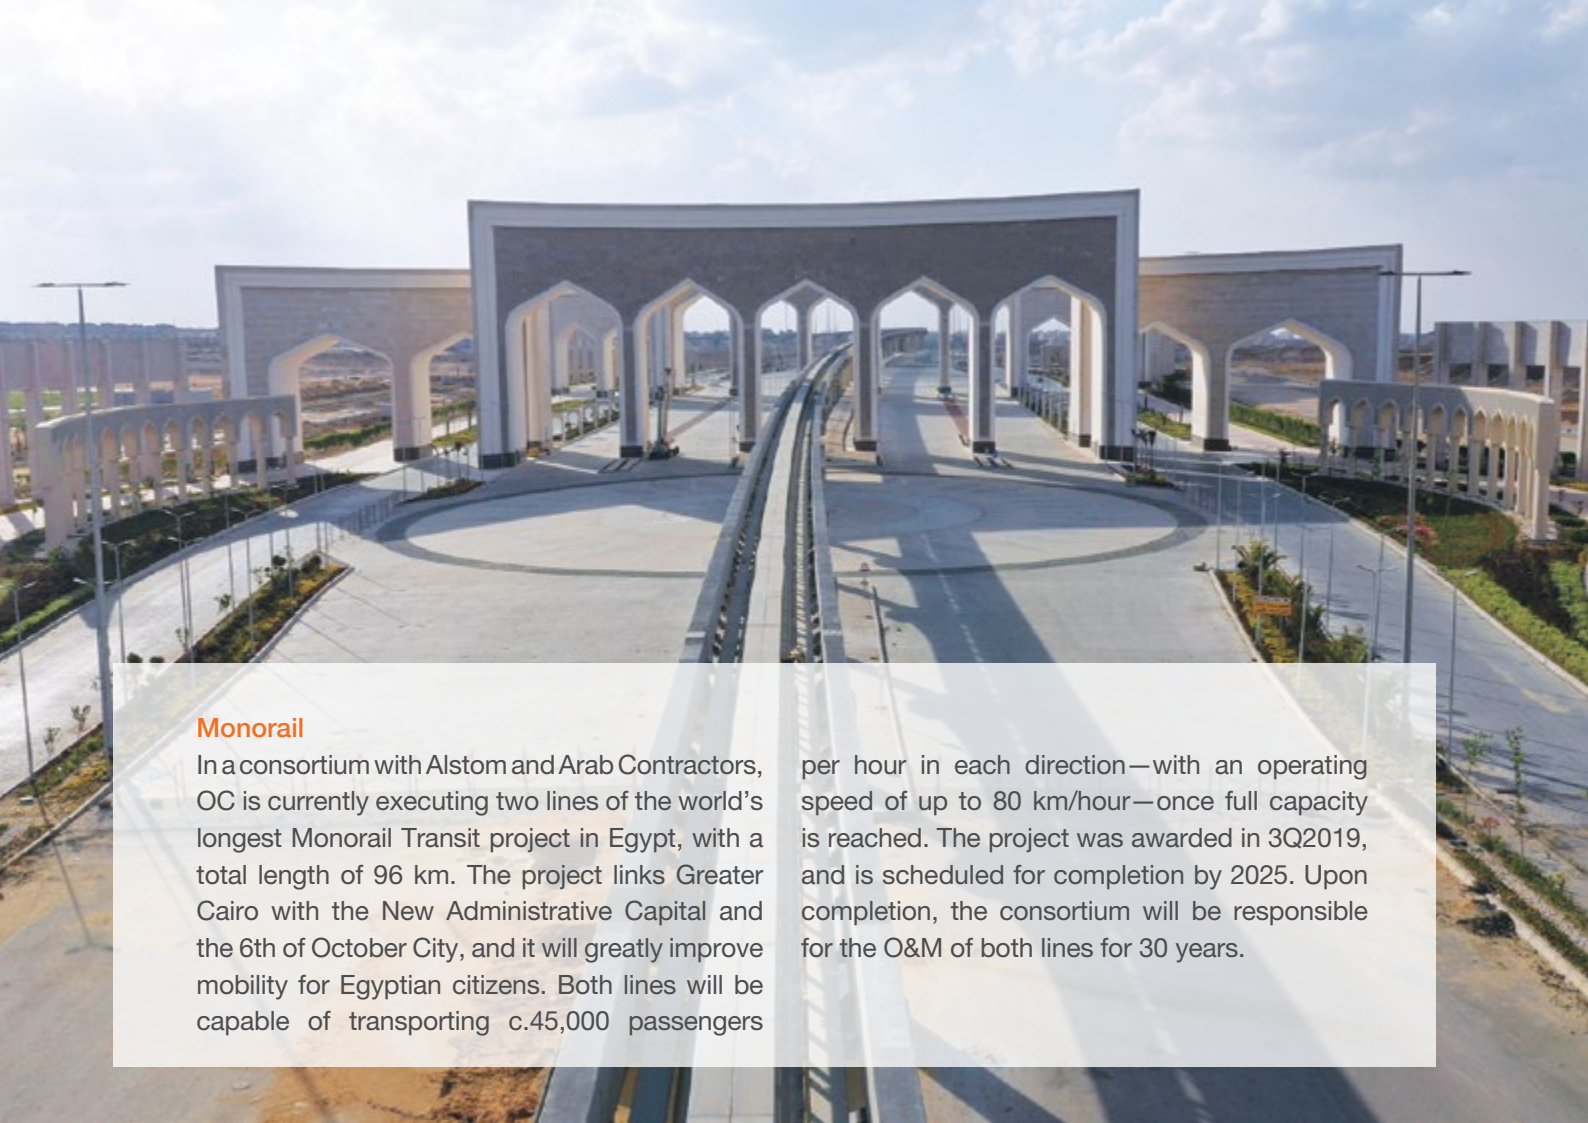 Monorail
In a consortium with Alstom and Arab Contractors,
OC is currently executing two lines of the world's
longest Monorail Transit project in Egypt, with a
total length of 96 km. The project links Greater
Cairo with the New Administrative Capital and
the 6th of October City, and it will greatly improve
mobility for Egyptian citizens. Both lines will be
capable of transporting c.45,000 passengers
per hour in each direction—with an operating
speed of up to 80 km/hour—once full capacity
is reached. The project was awarded in 3Q2019,
and is scheduled for completion by 2025. Upon
completion, the consortium will be responsible
for the O&M of both lines for 30 years.